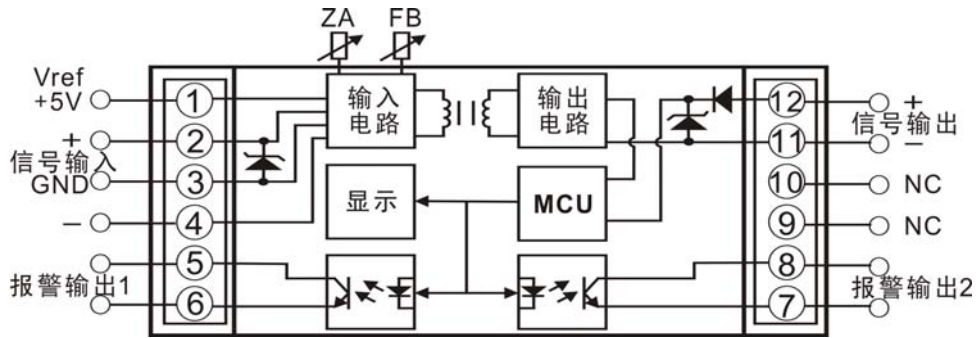 ZA FB
Vref
+5V
+
信号输入
GND
−
报警输出1
①
②
③
④
⑤
⑥
输入
电路
输出
电路
显示
MCU
⑫
⑪
⑩
⑨
⑧
⑦
+
信号输出
−
NC
NC
报警输出2